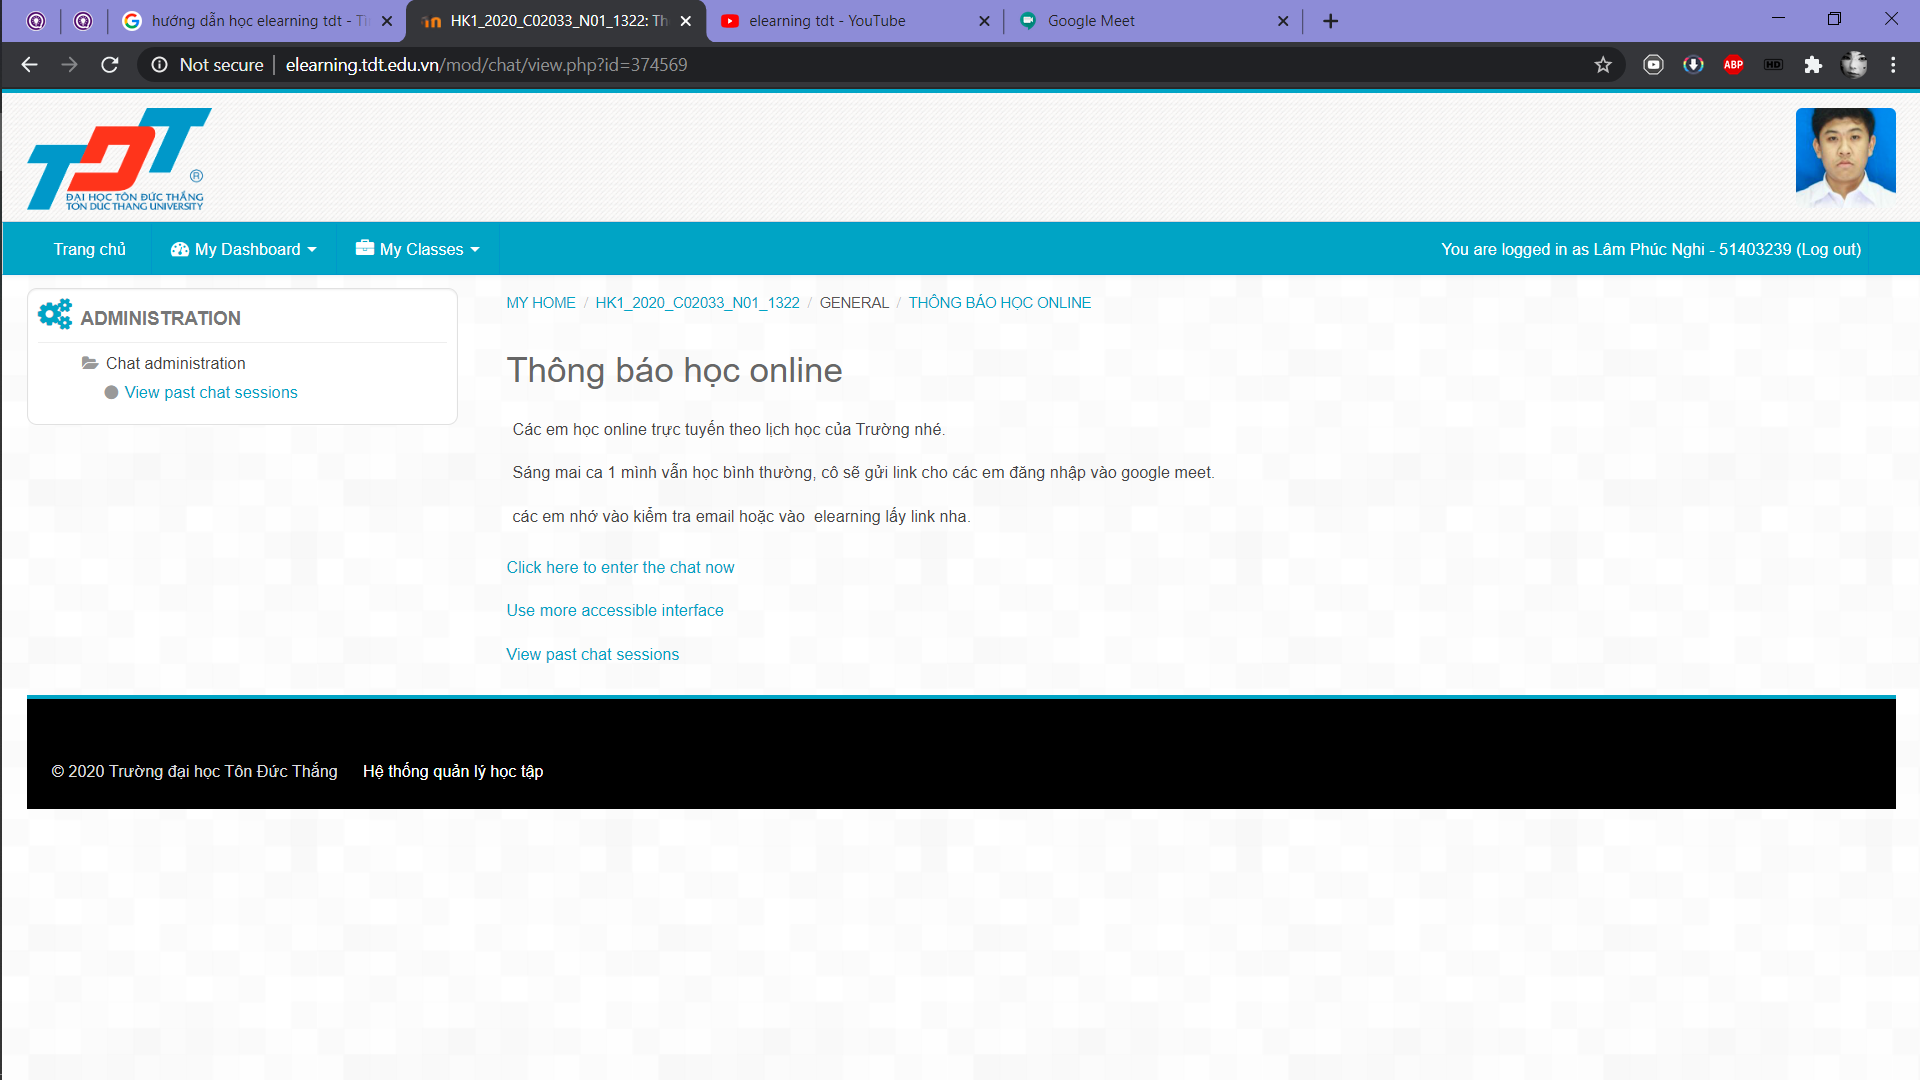 hướng dẫn học elearning tdt - Tì
HK1_2020_C02033_N01_1322: Th
elearning tdt - YouTube
Google Meet
Not secure
elearning.tdt.edu.vn/mod/chat/view.php?id=374569
ABP
HD
TDT
®
ĐẠI HỌC TÔN ĐỨC THẮNG
TON DUC THANG UNIVERSITY
Trang chủ
My Dashboard
My Classes
You are logged in as Lâm Phúc Nghi - 51403239 (Log out)
ADMINISTRATION
Chat administration
View past chat sessions
MY HOME / HK1_2020_C02033_N01_1322 / GENERAL / THÔNG BÁO HỌC ONLINE
Thông báo học online
Các em học online trực tuyến theo lịch học của Trường nhé.
Sáng mai ca 1 mình vẫn học bình thường, cô sẽ gửi link cho các em đăng nhập vào google meet.
các em nhớ vào kiểm tra email hoặc vào  elearning lấy link nha.
Click here to enter the chat now
Use more accessible interface
View past chat sessions
© 2020 Trường đại học Tôn Đức Thắng
Hệ thống quản lý học tập